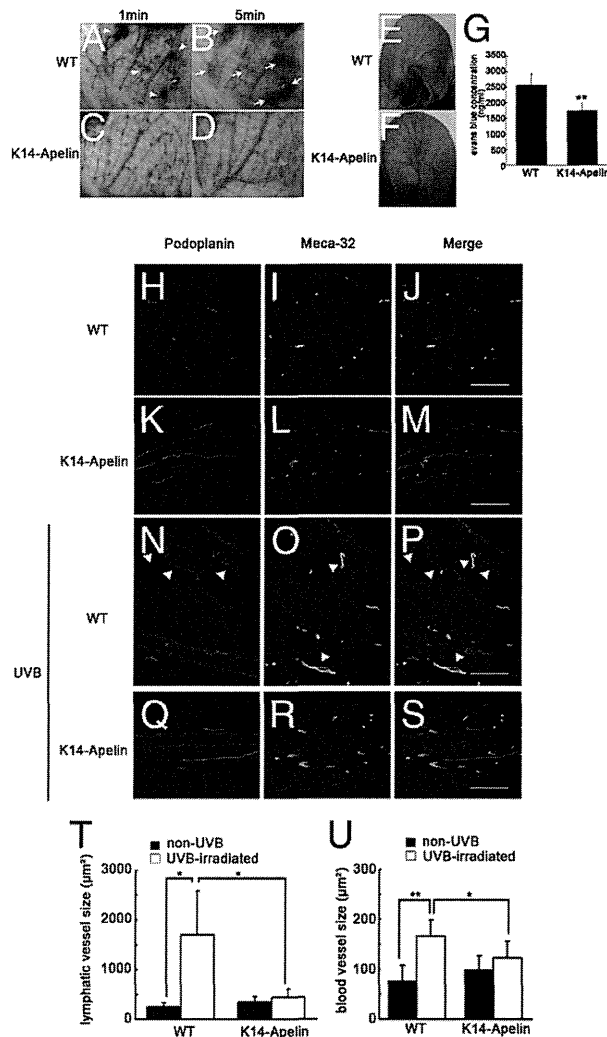 1min 5min
A B E G
WT WT
C D F
K14-Apelin K14-Apelin
evans blue concentration
(ng/ml)
3500
3000
2500
2000
1500
1000
500
0
**
WT K14-Apelin
Podoplanin Meca-32 Merge
H I J
WT
K L M
K14-Apelin
N O P
WT
UVB
Q R S
K14-Apelin
T
non-UVB
UVB-irradiated
lymphatic vessel size (µm²)
3000
2000
1000
0
* *
WT K14-Apelin
U
non-UVB
UVB-irradiated
blood vessel size (µm²)
300
200
100
0
** *
WT K14-Apelin